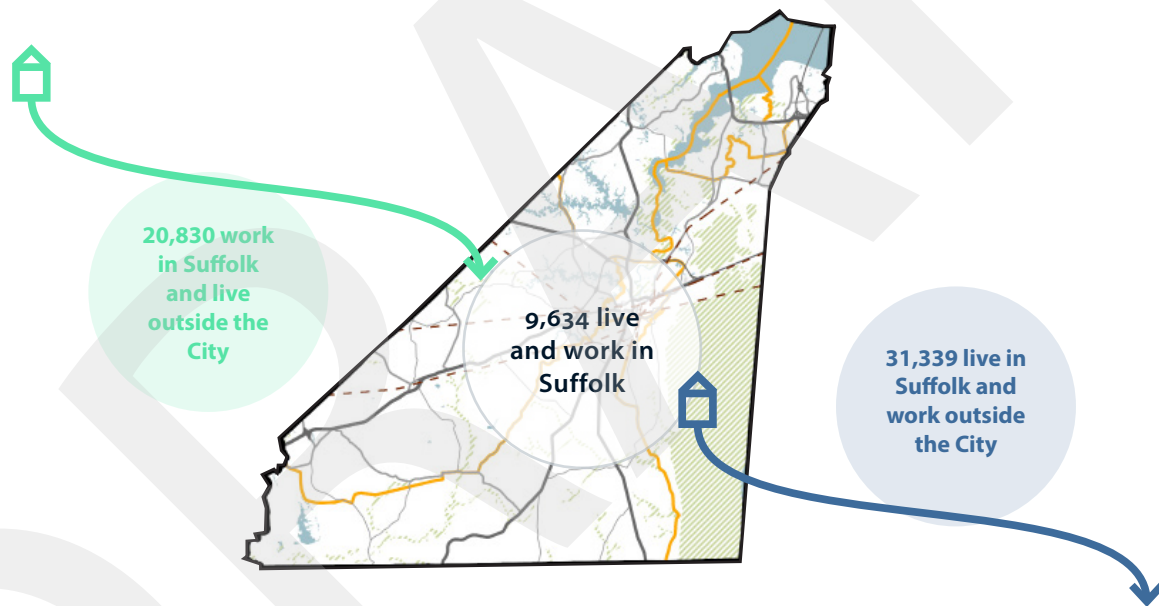 20,830 work
in Suffolk
and live
outside the
City
9,634 live
and work in
Suffolk
31,339 live in
Suffolk and
work outside
the City